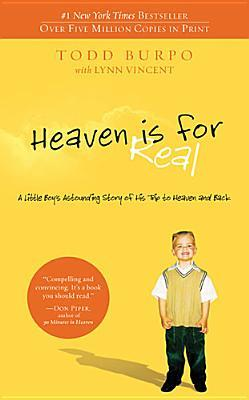 #1 New York Times BESTSELLER
OVER FIVE MILLION COPIES IN PRINT
TODD BURPO
with LYNN VINCENT
Heaven is for
Real
A Little Boy's Astounding Story of His Trip to Heaven and Back
"Compelling and
convincing. It's a book
you should read."
—DON PIPER,
author of
90 Minutes in Heaven